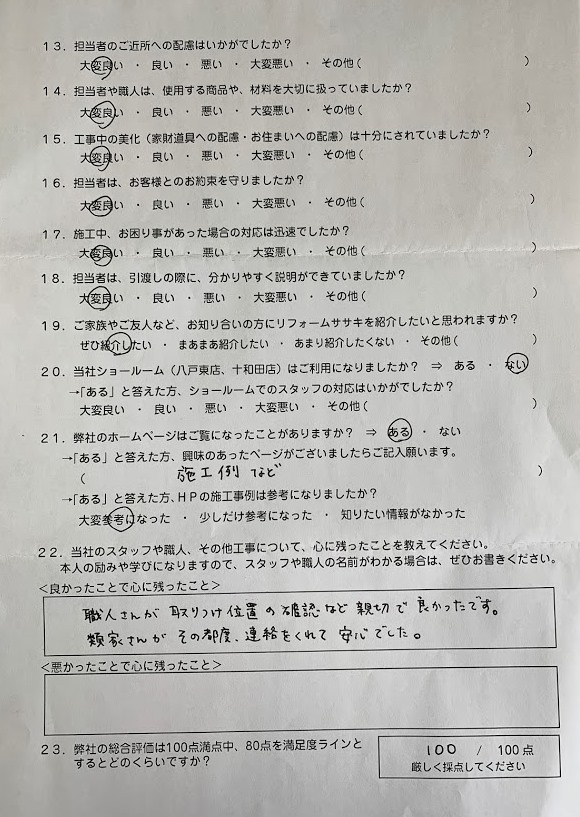 13．担当者のご近所への配慮はいかがでしたか？
大変良い ・ 良い ・ 悪い ・ 大変悪い ・ その他（ ）
14．担当者や職人は、使用する商品や、材料を大切に扱っていましたか？
大変良い ・ 良い ・ 悪い ・ 大変悪い ・ その他（ ）
15．工事中の美化（家財道具への配慮・お住まいへの配慮）は十分にされていましたか？
大変良い ・ 良い ・ 悪い ・ 大変悪い ・ その他（ ）
16．担当者は、お客様とのお約束を守りましたか？
大変良い ・ 良い ・ 悪い ・ 大変悪い ・ その他（ ）
17．施工中、お困り事があった場合の対応は迅速でしたか？
大変良い ・ 良い ・ 悪い ・ 大変悪い ・ その他（ ）
18．担当者は、引渡しの際に、分かりやすく説明ができていましたか？
大変良い ・ 良い ・ 悪い ・ 大変悪い ・ その他（ ）
19．ご家族やご友人など、お知り合いの方にリフォームササキを紹介したいと思われますか？
ぜひ紹介したい ・ まあまあ紹介したい ・ あまり紹介したくない ・ その他（ ）
20．当社ショールーム（八戸東店、十和田店）はご利用になりましたか？ ⇒ ある ・ ない
→「ある」と答えた方、ショールームでのスタッフの対応はいかがでしたか？
大変良い ・ 良い ・ 悪い ・ 大変悪い ・ その他（ ）
21．弊社のホームページはご覧になったことがありますか？ ⇒ ある ・ ない
→「ある」と答えた方、興味のあったページがございましたらご記入願います。
（ 施工例など ）
→「ある」と答えた方、ＨＰの施工事例は参考になりましたか？
大変参考になった ・ 少しだけ参考になった ・ 知りたい情報がなかった
22．当社のスタッフや職人、その他工事について、心に残ったことを教えてください。
本人の励みや学びになりますので、スタッフや職人の名前がわかる場合は、ぜひお書きください。
＜良かったことで心に残ったこと＞
職人さんが 取りつけ位置の確認など親切で良かったです。
類家さんがその都度、連絡をくれて安心でした。
＜悪かったことで心に残ったこと＞
23．弊社の総合評価は100点満点中、80点を満足度ラインと
するとどのくらいですか？
100 / 100点
厳しく採点してください